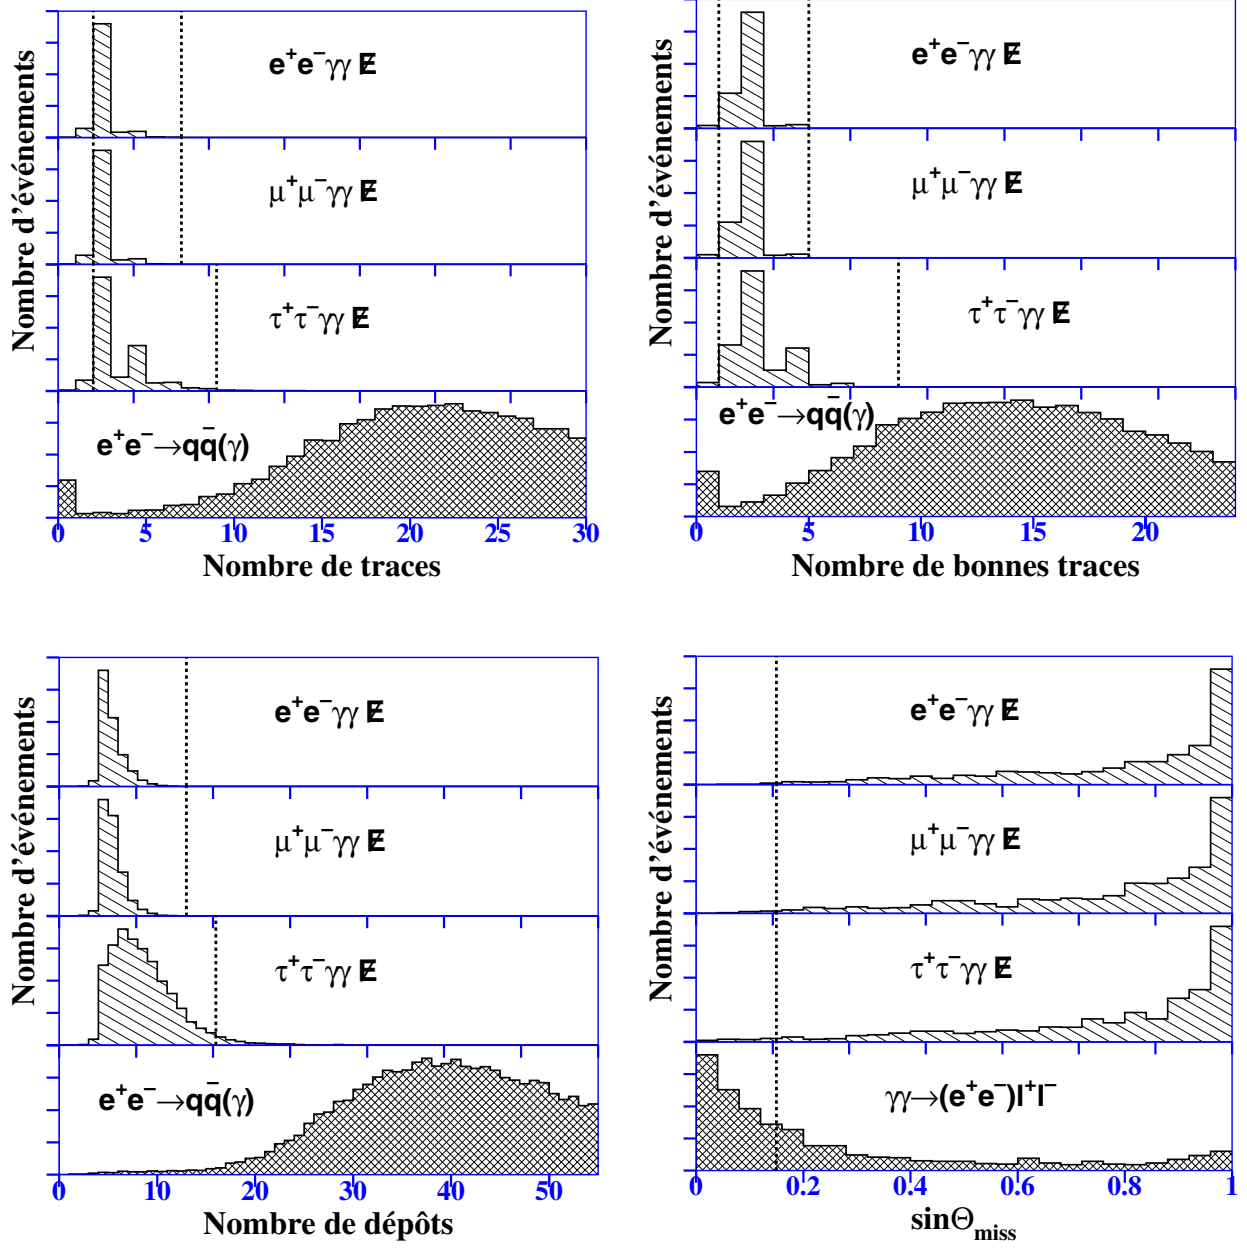 Nombre d'événements
e⁺e⁻γγ E̸
μ⁺μ⁻γγ E̸
τ⁺τ⁻γγ E̸
e⁺e⁻→qq̄(γ)
0 5 10 15 20 25 30
Nombre de traces
Nombre d'événements
e⁺e⁻γγ E̸
μ⁺μ⁻γγ E̸
τ⁺τ⁻γγ E̸
e⁺e⁻→qq̄(γ)
0 5 10 15 20
Nombre de bonnes traces
Nombre d'événements
e⁺e⁻γγ E̸
μ⁺μ⁻γγ E̸
τ⁺τ⁻γγ E̸
e⁺e⁻→qq̄(γ)
0 10 20 30 40 50
Nombre de dépôts
Nombre d'événements
e⁺e⁻γγ E̸
μ⁺μ⁻γγ E̸
τ⁺τ⁻γγ E̸
γγ→(e⁺e⁻)l⁺l⁻
0 0.2 0.4 0.6 0.8 1
sinΘmiss